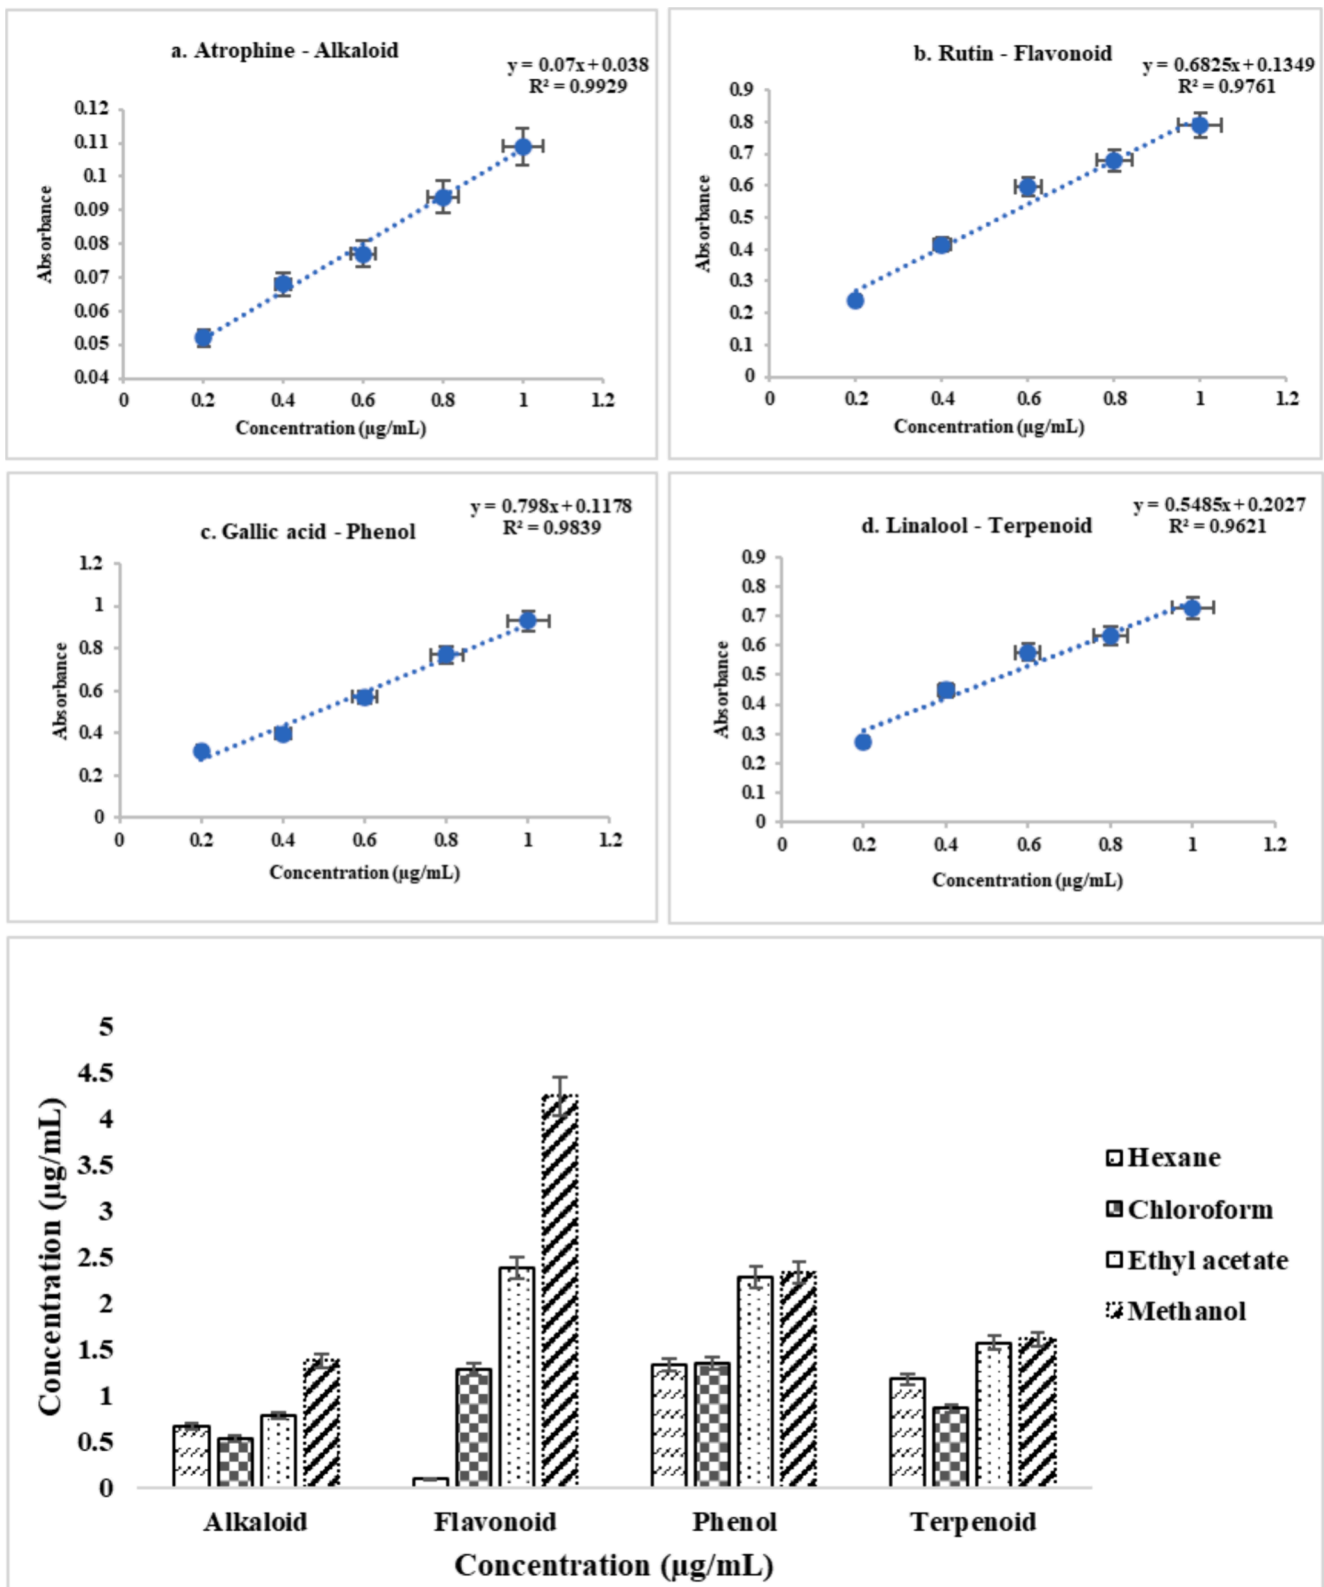 a. Atrophine - Alkaloid
y = 0.07x + 0.038
R² = 0.9929
0.12
0.11
0.1
0.09
0.08
0.07
0.06
0.05
0.04
Absorbance
0 0.2 0.4 0.6 0.8 1 1.2
Concentration (µg/mL)
b. Rutin - Flavonoid
y = 0.6825x + 0.1349
R² = 0.9761
0.9
0.8
0.7
0.6
0.5
0.4
0.3
0.2
0.1
0
Absorbance
0 0.2 0.4 0.6 0.8 1 1.2
Concentration (µg/mL)
c. Gallic acid - Phenol
y = 0.798x + 0.1178
R² = 0.9839
1.2
1
0.8
0.6
0.4
0.2
0
Absorbance
0 0.2 0.4 0.6 0.8 1 1.2
Concentration (µg/mL)
d. Linalool - Terpenoid
y = 0.5485x + 0.2027
R² = 0.9621
0.9
0.8
0.7
0.6
0.5
0.4
0.3
0.2
0.1
0
Absorbance
0 0.2 0.4 0.6 0.8 1 1.2
Concentration (µg/mL)
5
4.5
4
3.5
3
2.5
2
1.5
1
0.5
0
Concentration (µg/mL)
Alkaloid Flavonoid Phenol Terpenoid
Concentration (µg/mL)
Hexane
Chloroform
Ethyl acetate
Methanol